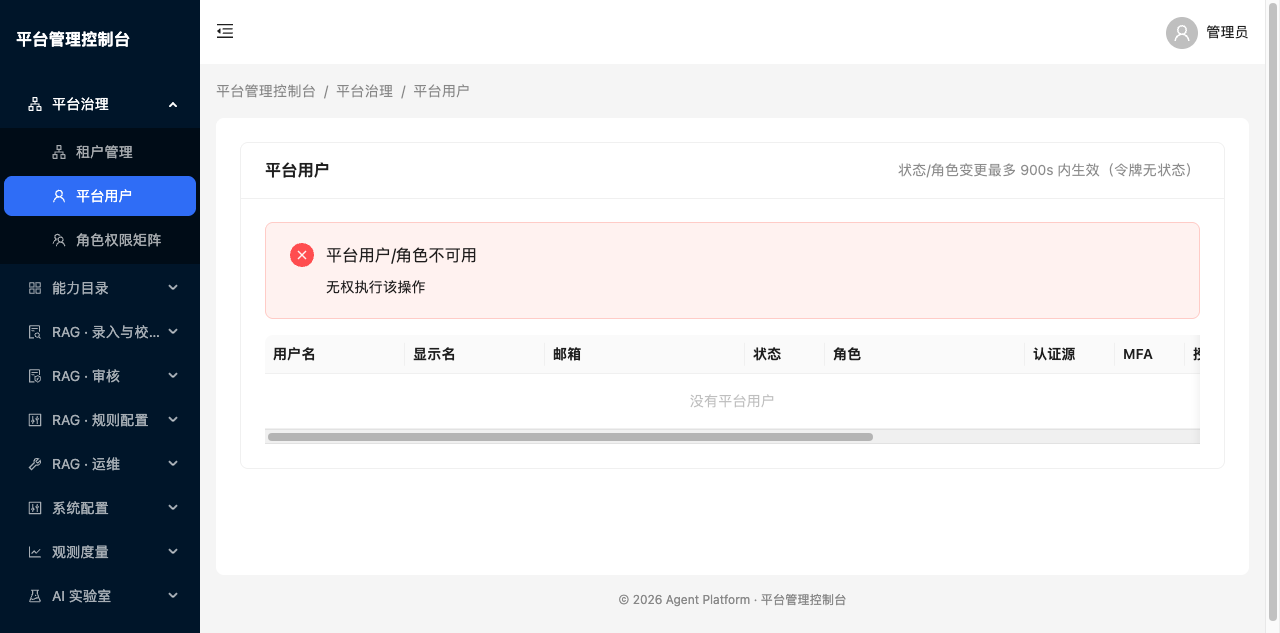 平台管理控制台
管理员
平台治理
租户管理
平台用户
角色权限矩阵
能力目录
RAG · 录入与校...
RAG · 审核
RAG · 规则配置
RAG · 运维
系统配置
观测度量
AI 实验室
平台管理控制台 / 平台治理 / 平台用户
平台用户
状态/角色变更最多 900s 内生效（令牌无状态）
平台用户/角色不可用
无权执行该操作
用户名 显示名 邮箱 状态 角色 认证源 MFA
没有平台用户
© 2026 Agent Platform · 平台管理控制台